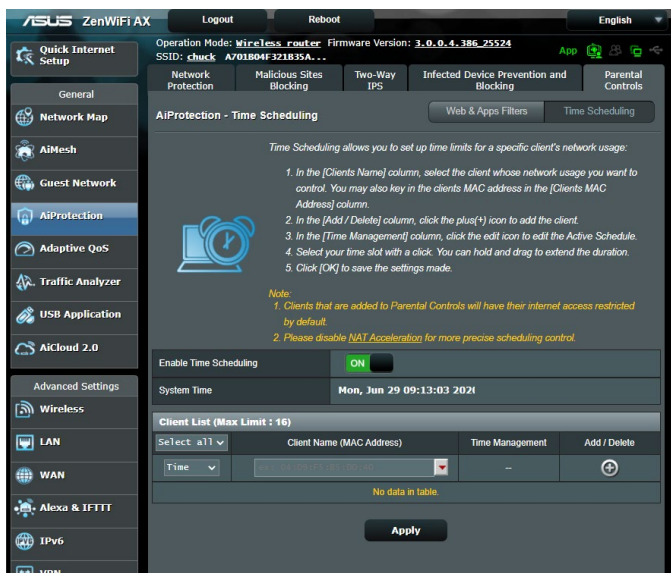 ASUS ZenWiFi AX
Logout
Reboot
English
Quick Internet
Setup
General
Network Map
AiMesh
Guest Network
AiProtection
Adaptive QoS
Traffic Analyzer
USB Application
AiCloud 2.0
Advanced Settings
Wireless
LAN
WAN
Alexa & IFTTT
IPv6
VPN
Operation Mode: Wireless router Firmware Version: 3.0.0.4.386_25524
SSID: chuck A701B04F321B35A...
App
Network
Protection
Malicious Sites
Blocking
Two-Way
IPS
Infected Device Prevention and
Blocking
Parental
Controls
AiProtection - Time Scheduling
Web & Apps Filters
Time Scheduling
Time Scheduling allows you to set up time limits for a specific client's network usage:
1. In the [Clients Name] column, select the client whose network usage you want to
control. You may also key in the clients MAC address in the [Clients MAC
Address] column.
2. In the [Add / Delete] column, click the plus(+) icon to add the client.
3. In the [Time Management] column, click the edit icon to edit the Active Schedule.
4. Select your time slot with a click. You can hold and drag to extend the duration.
5. Click [OK] to save the settings made.
Note:
1. Clients that are added to Parental Controls will have their internet access restricted
by default.
2. Please disable NAT Acceleration for more precise scheduling control.
Enable Time Scheduling
ON
System Time
Mon, Jun 29 09:13:03 202
Client List (Max Limit : 16)
Select all
Client Name (MAC Address)
Time Management
Add / Delete
Time
–
No data in table.
Apply